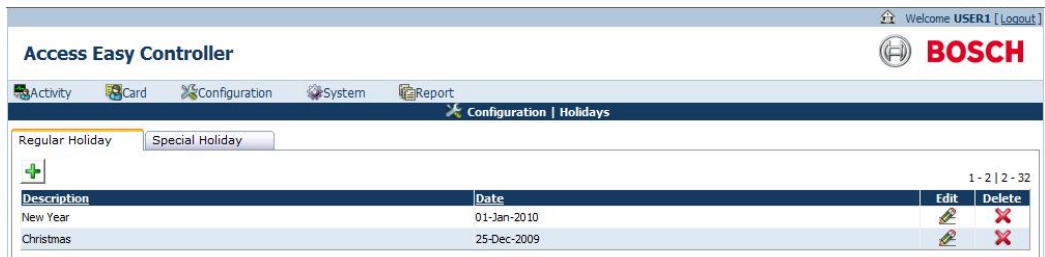 Welcome USER1 [ Logout ]
Access Easy Controller
BOSCH
Activity Card Configuration System Report
Configuration | Holidays
Regular Holiday Special Holiday
1 - 2 | 2 - 32
Description Date Edit Delete
New Year 01-Jan-2010
Christmas 25-Dec-2009